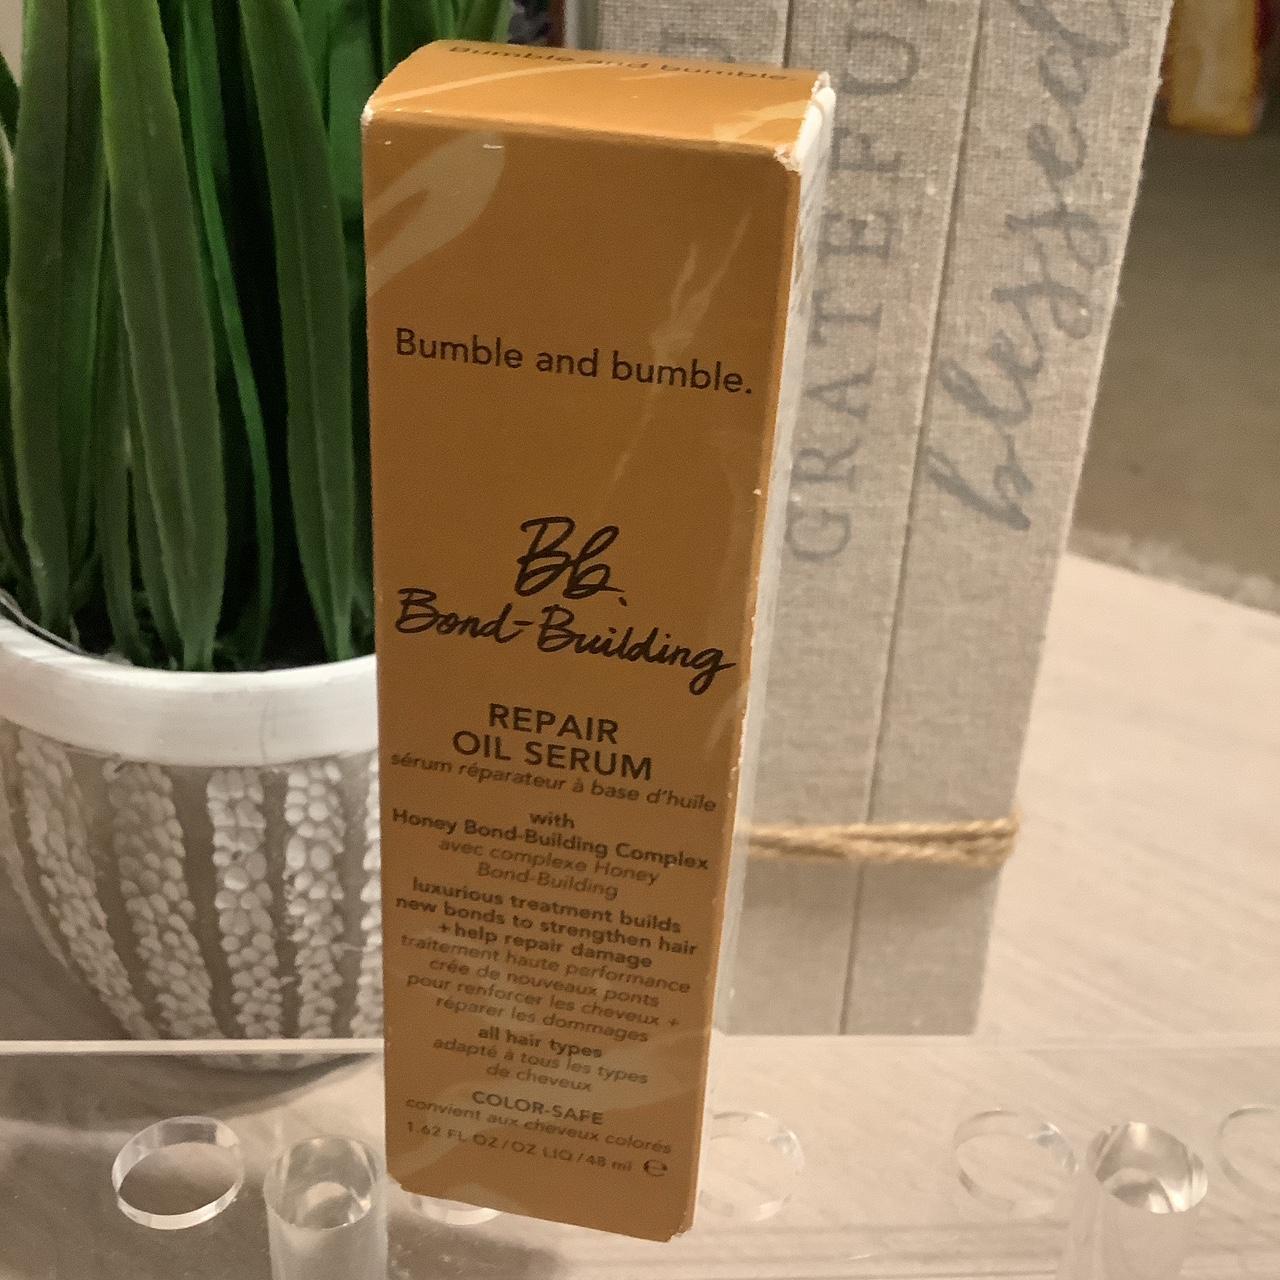 Bumble and bumble.
Bumble and bumble.
Bb.
Bond-Building
REPAIR
OIL SERUM
sérum réparateur à base d'huile
with
Honey Bond-Building Complex
avec complexe Honey
Bond-Building
luxurious treatment builds
new bonds to strengthen hair
+ help repair damage
traitement haute performance
crée de nouveaux ponts
pour renforcer les cheveux +
réparer les dommages
all hair types
adapté à tous les types
de cheveux
COLOR-SAFE
convient aux cheveux colorés
1.62 FL OZ/OZ LIQ / 48 ml e
GRATEFU
blessed